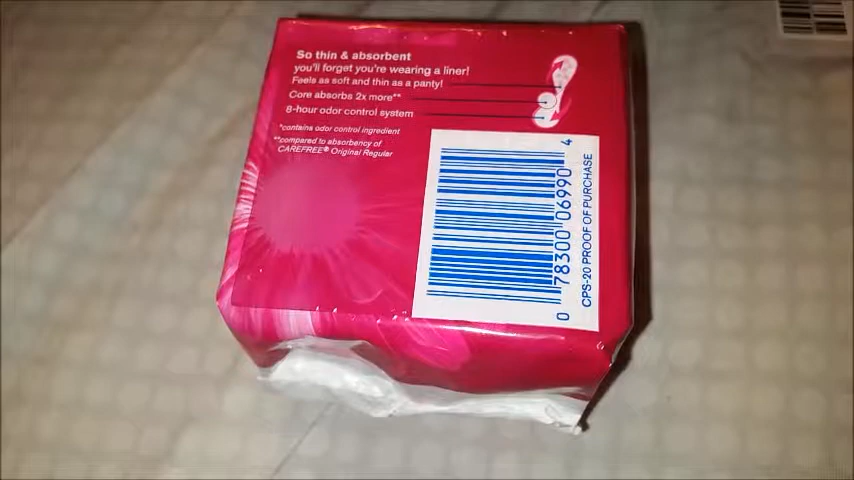 So thin & absorbent
you'll forget you're wearing a liner!
Feels as soft and thin as a panty!
Core absorbs 2x more**
8-hour odor control system
*contains odor control ingredient
**compared to absorbency of
CAREFREE® Original Regular
0 78300 06990 4
CPS-20 PROOF OF PURCHASE